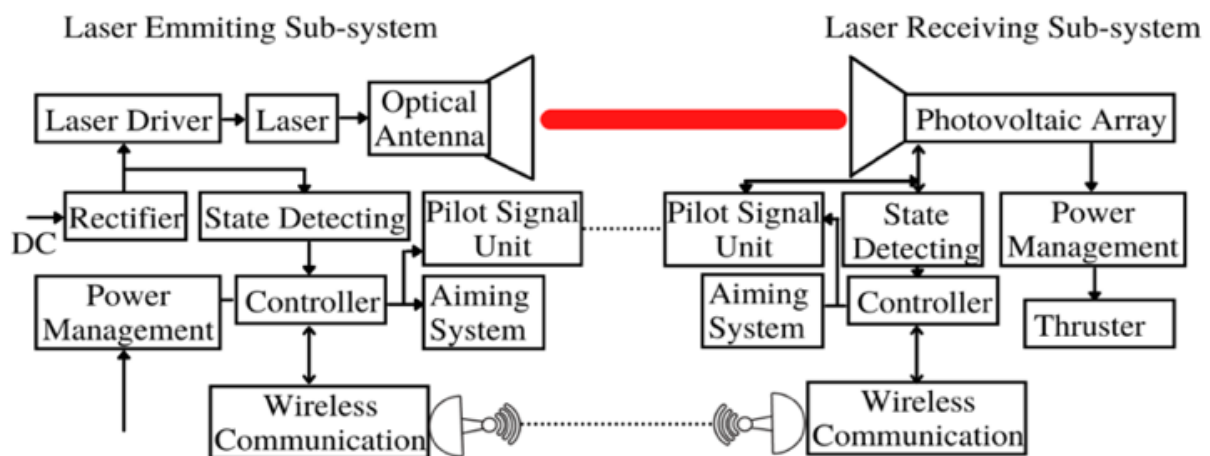 Laser Emmiting Sub-system
Laser Receiving Sub-system
Laser Driver
Laser
Optical
Antenna
Photovoltaic Array
DC
Rectifier
State Detecting
Pilot Signal
Unit
Pilot Signal
Unit
State
Detecting
Power
Management
Power
Management
Controller
Aiming
System
Aiming
System
Controller
Thruster
Wireless
Communication
Wireless
Communication